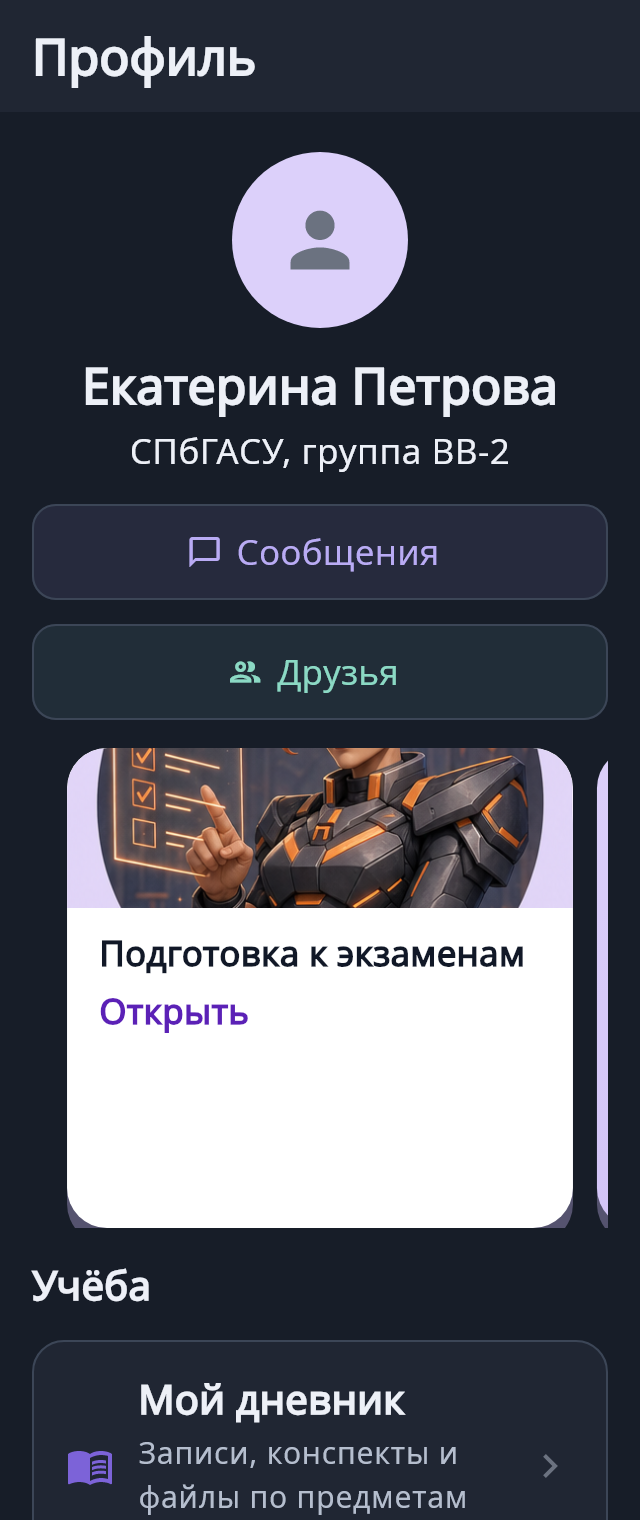 Профиль
Екатерина Петрова
СПбГАСУ, группа ВВ-2
Сообщения
Друзья
Подготовка к экзаменам
Открыть
Учёба
Мой дневник
Записи, конспекты и
файлы по предметам